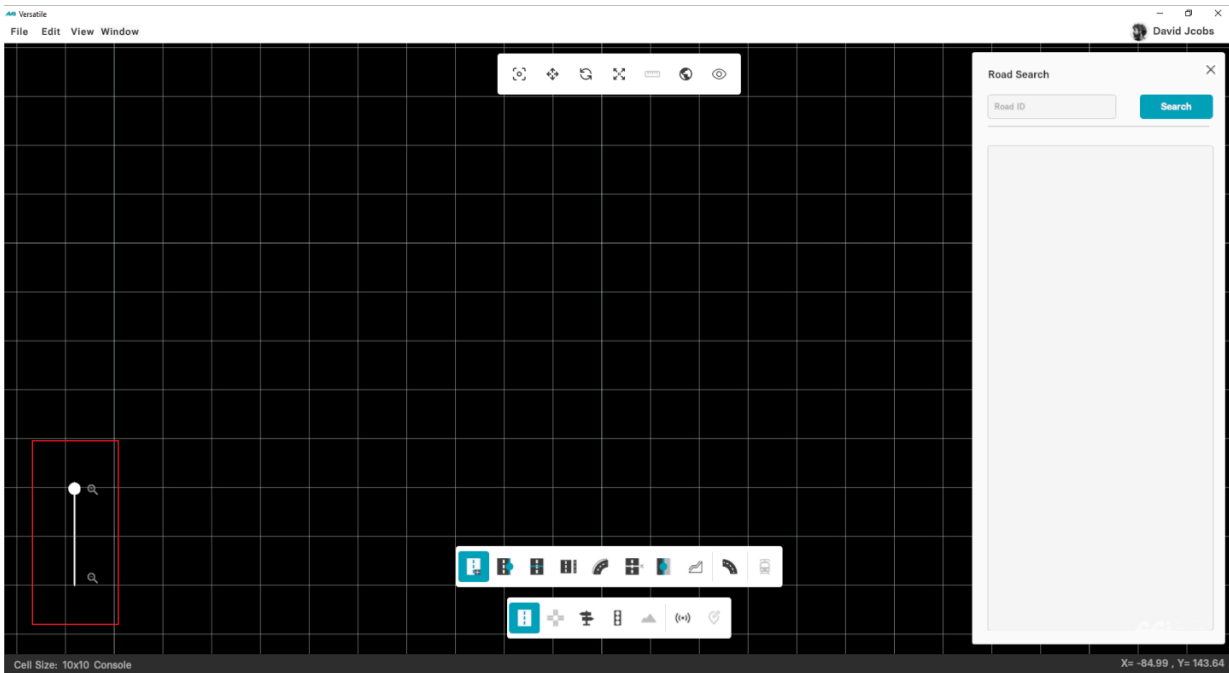 Versatile
File Edit View Window
David Jcobs
Road Search
Road ID
Search
Cell Size: 10x10 Console
X= -84.99 , Y= 143.64